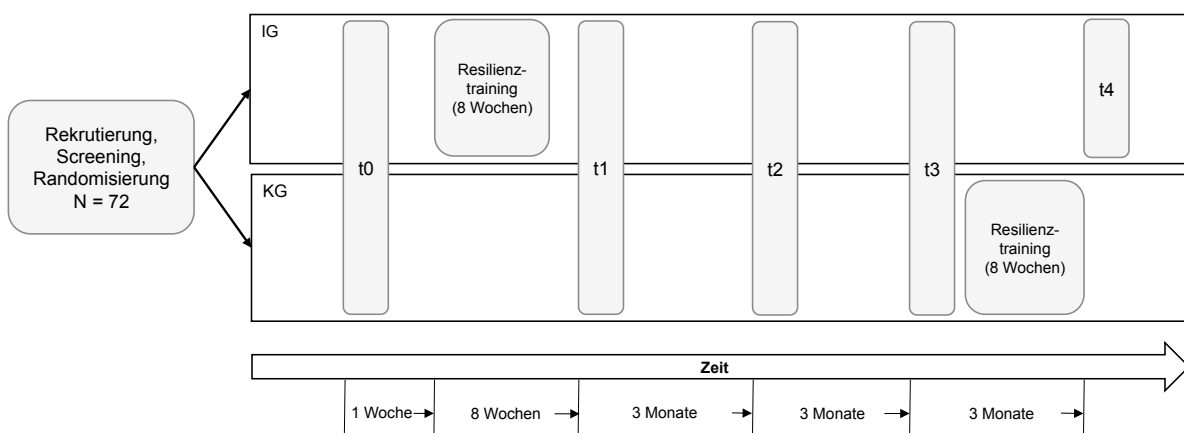 IG
Rekrutierung,
Screening,
Randomisierung
N = 72
t0
Resilienz-
training
(8 Wochen)
t1
t2
t3
t4
KG
Resilienz-
training
(8 Wochen)
Zeit
1 Woche
8 Wochen
3 Monate
3 Monate
3 Monate